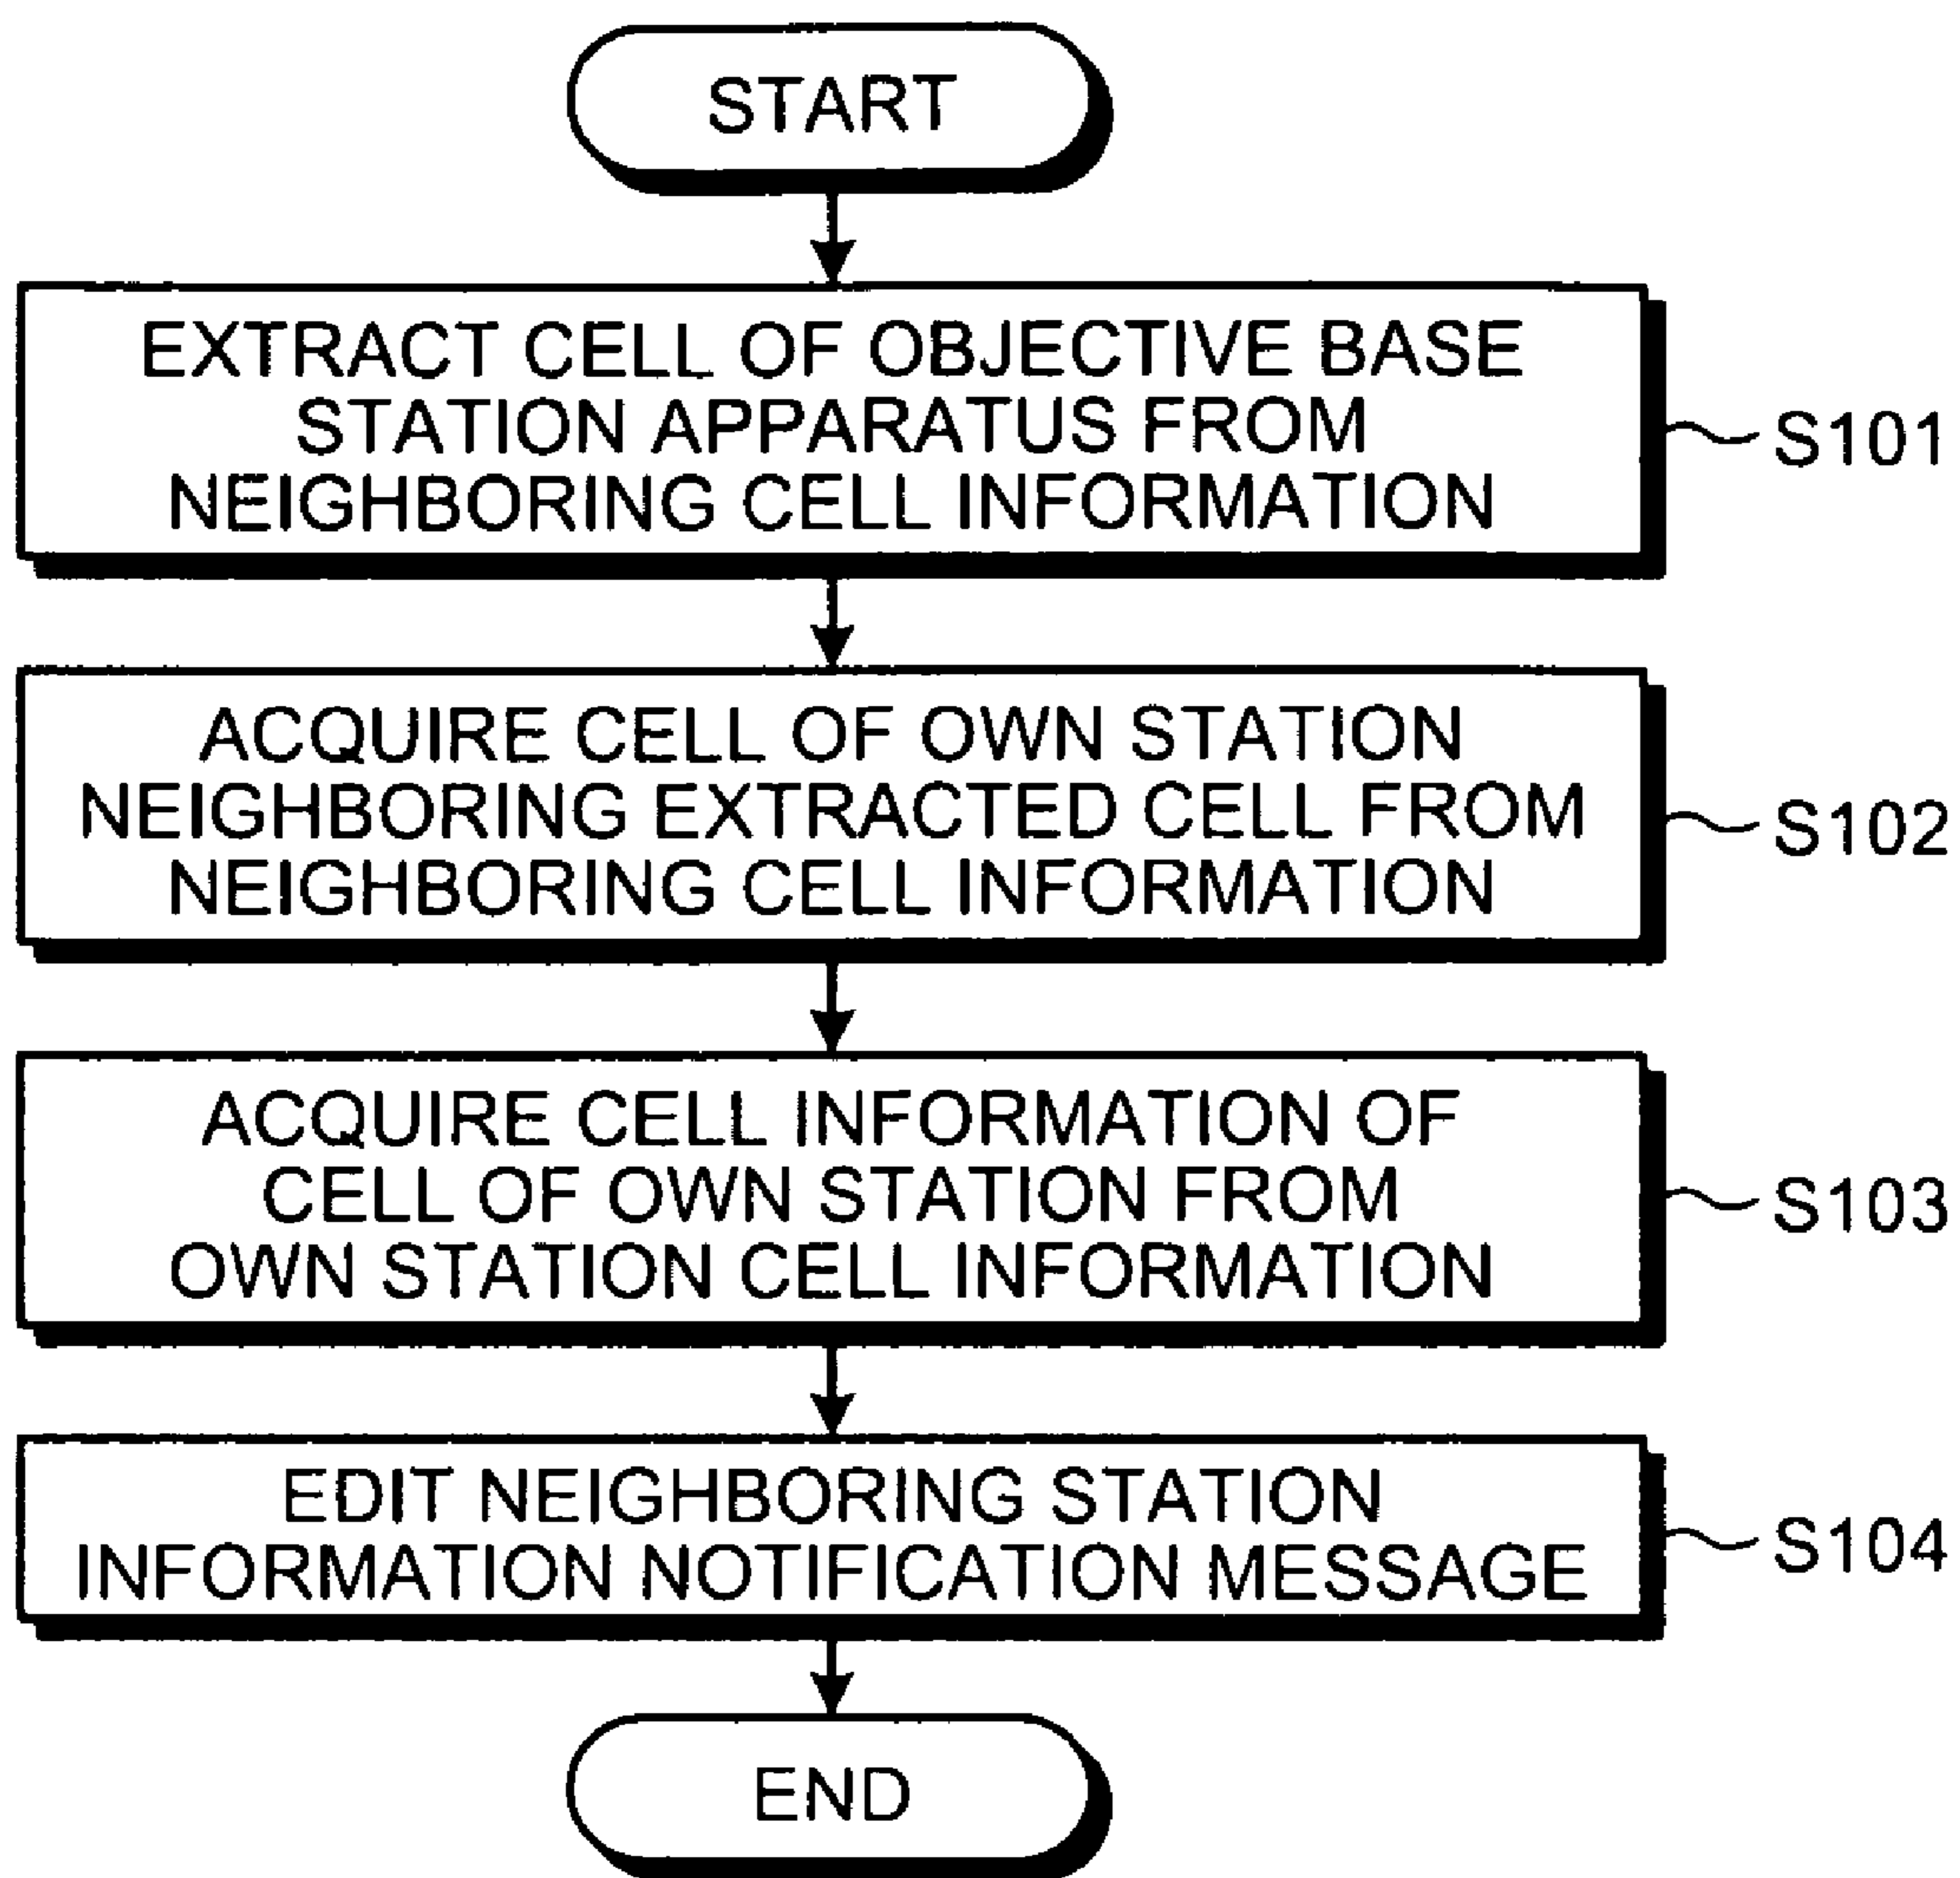 START
EXTRACT CELL OF OBJECTIVE BASE
STATION APPARATUS FROM
NEIGHBORING CELL INFORMATION
S101
ACQUIRE CELL OF OWN STATION
NEIGHBORING EXTRACTED CELL FROM
NEIGHBORING CELL INFORMATION
S102
ACQUIRE CELL INFORMATION OF
CELL OF OWN STATION FROM
OWN STATION CELL INFORMATION
S103
EDIT NEIGHBORING STATION
INFORMATION NOTIFICATION MESSAGE
S104
END